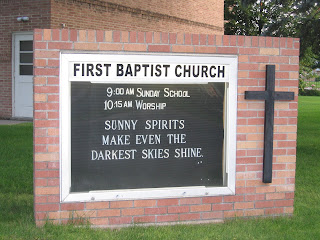 FIRST BAPTIST CHURCH
9:00 AM SUNDAY SCHOOL
10:15 AM WORSHIP
SUNNY SPIRITS
MAKE EVEN THE
DARKEST SKIES SHINE.